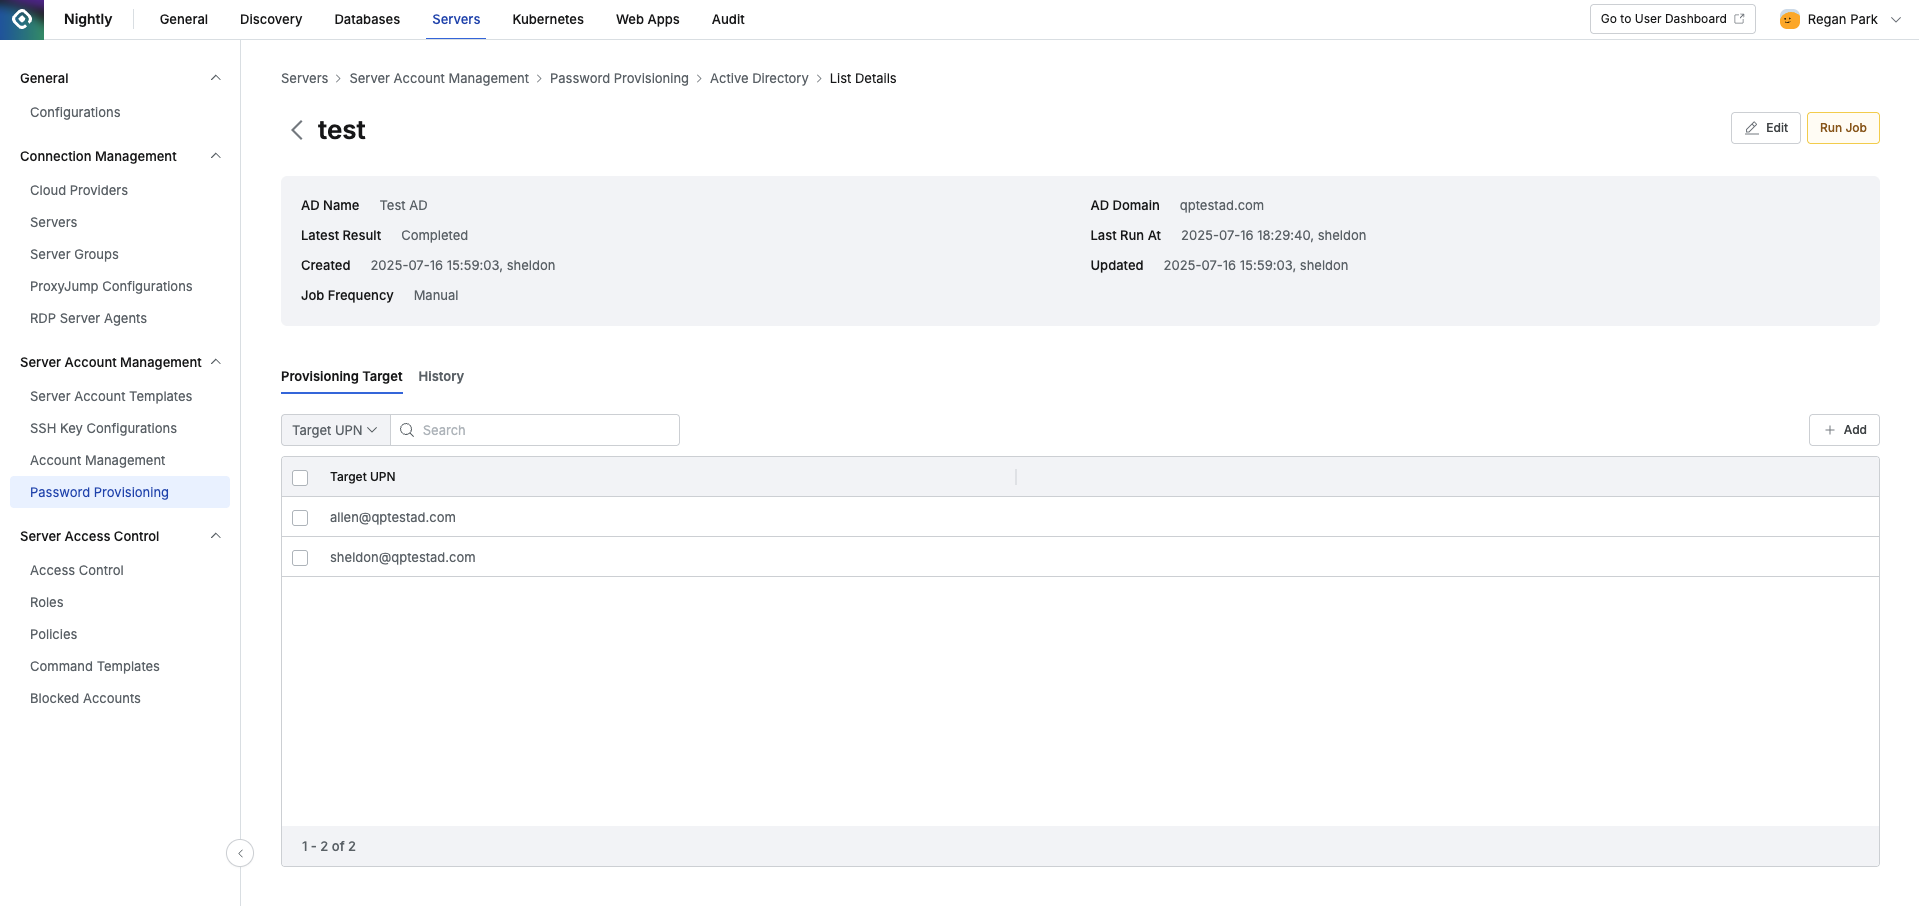 Nightly
General
Discovery
Databases
Servers
Kubernetes
Web Apps
Audit
Go to User Dashboard
Regan Park
General
Configurations
Connection Management
Cloud Providers
Servers
Server Groups
ProxyJump Configurations
RDP Server Agents
Server Account Management
Server Account Templates
SSH Key Configurations
Account Management
Password Provisioning
Server Access Control
Access Control
Roles
Policies
Command Templates
Blocked Accounts
Servers > Server Account Management > Password Provisioning > Active Directory > List Details
test
Edit
Run Job
AD Name Test AD
AD Domain qptestad.com
Latest Result Completed
Last Run At 2025-07-16 18:29:40, sheldon
Created 2025-07-16 15:59:03, sheldon
Updated 2025-07-16 15:59:03, sheldon
Job Frequency Manual
Provisioning Target
History
Target UPN
Search
+ Add
Target UPN
allen@qptestad.com
sheldon@qptestad.com
1 - 2 of 2